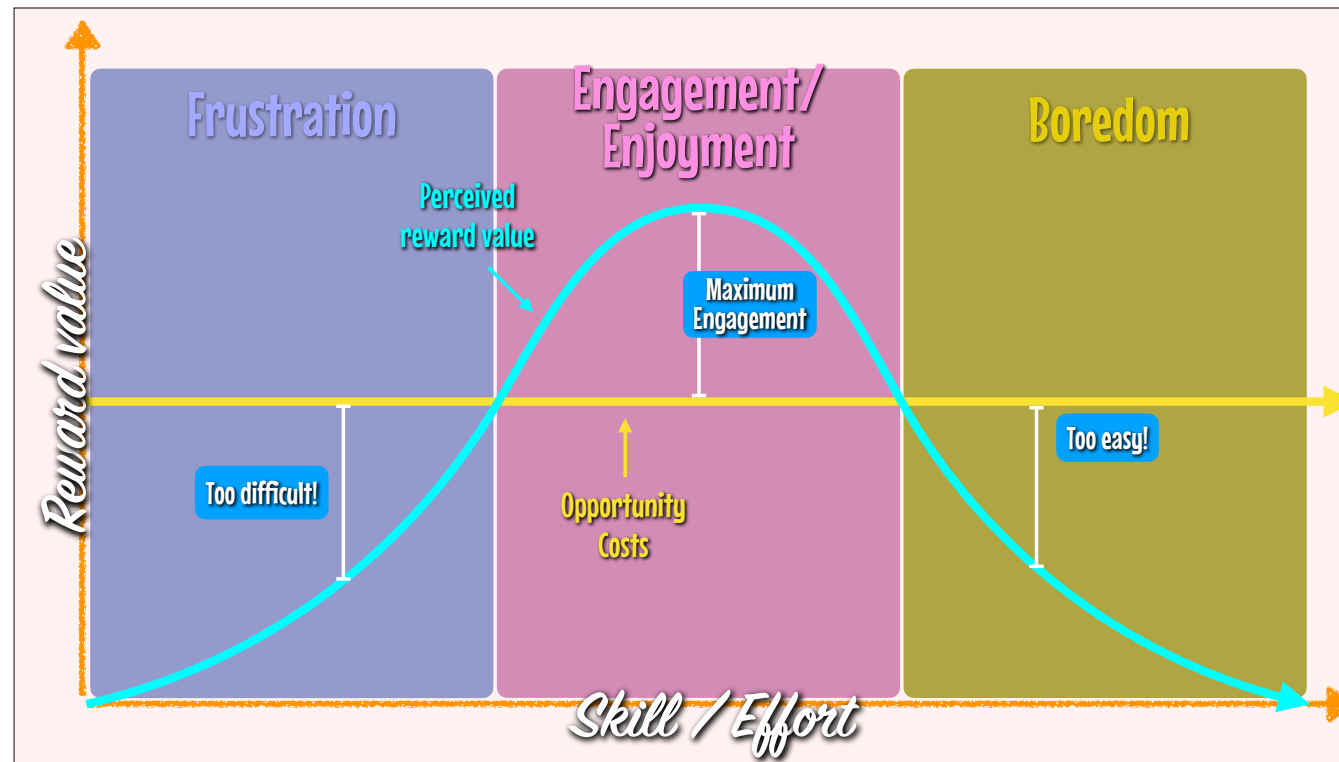 Frustration
Engagement/
Enjoyment
Boredom
Perceived
reward value
Maximum
Engagement
Reward value
Too easy!
Too difficult!
Opportunity
Costs
Skill / Effort